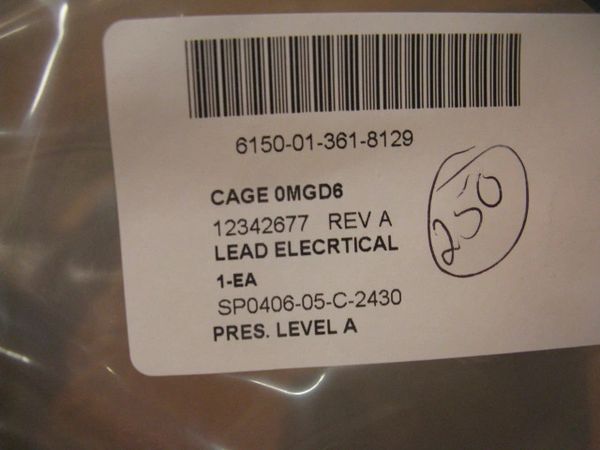 6150-01-361-8129
CAGE 0MGD6
12342677 REV A
LEAD ELECRTICAL
1-EA
SP0406-05-C-2430
PRES. LEVEL A
250